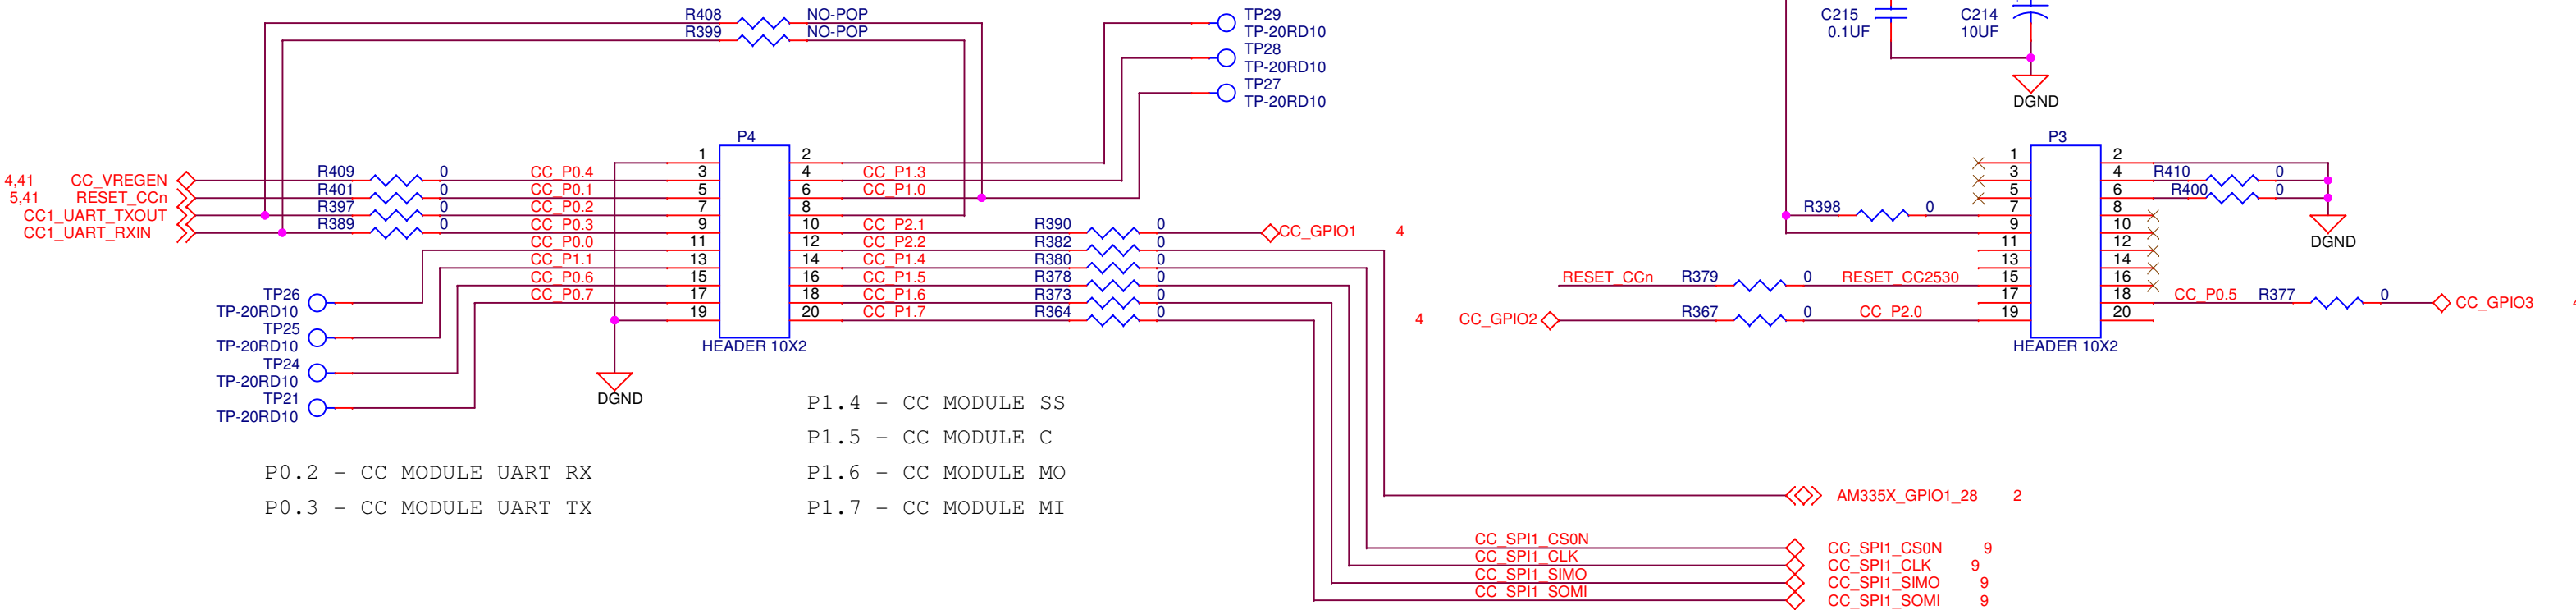 R408 NO-POP
R399 NO-POP
TP29
TP-20RD10
TP28
TP-20RD10
TP27
TP-20RD10
C215
0.1UF
C214
10UF
DGND
P4
1 2
3 4
5 6
7 8
9 10
11 12
13 14
15 16
17 18
19 20
HEADER 10X2
4,41 CC_VREGEN R409 0 CC_P0.4
5,41 RESET_CCn R401 0 CC_P0.1
CC1_UART_TXOUT R397 0 CC_P0.2
CC1_UART_RXIN R389 0 CC_P0.3
CC_P0.0
CC_P1.1
CC_P0.6
CC_P0.7
CC_P1.3
CC_P1.0
CC_P2.1 R390 0 CC_GPIO1 4
CC_P2.2 R382 0
CC_P1.4 R380 0
CC_P1.5 R378 0
CC_P1.6 R373 0
CC_P1.7 R364 0
TP26
TP-20RD10
TP25
TP-20RD10
TP24
TP-20RD10
TP21
TP-20RD10
DGND
P3
1 2
3 4
5 6
7 8
9 10
11 12
13 14
15 16
17 18
19 20
HEADER 10X2
R410 0
R400 0
DGND
R398 0
RESET_CCn R379 0 RESET_CC2530
4 CC_GPIO2 R367 0 CC_P2.0
CC_P0.5 R377 0 CC_GPIO3
P1.4 - CC MODULE SS
P1.5 - CC MODULE C
P1.6 - CC MODULE MO
P1.7 - CC MODULE MI
P0.2 - CC MODULE UART RX
P0.3 - CC MODULE UART TX
AM335X_GPIO1_28 2
CC_SPI1_CS0N CC_SPI1_CS0N 9
CC_SPI1_CLK CC_SPI1_CLK 9
CC_SPI1_SIMO CC_SPI1_SIMO 9
CC_SPI1_SOMI CC_SPI1_SOMI 9